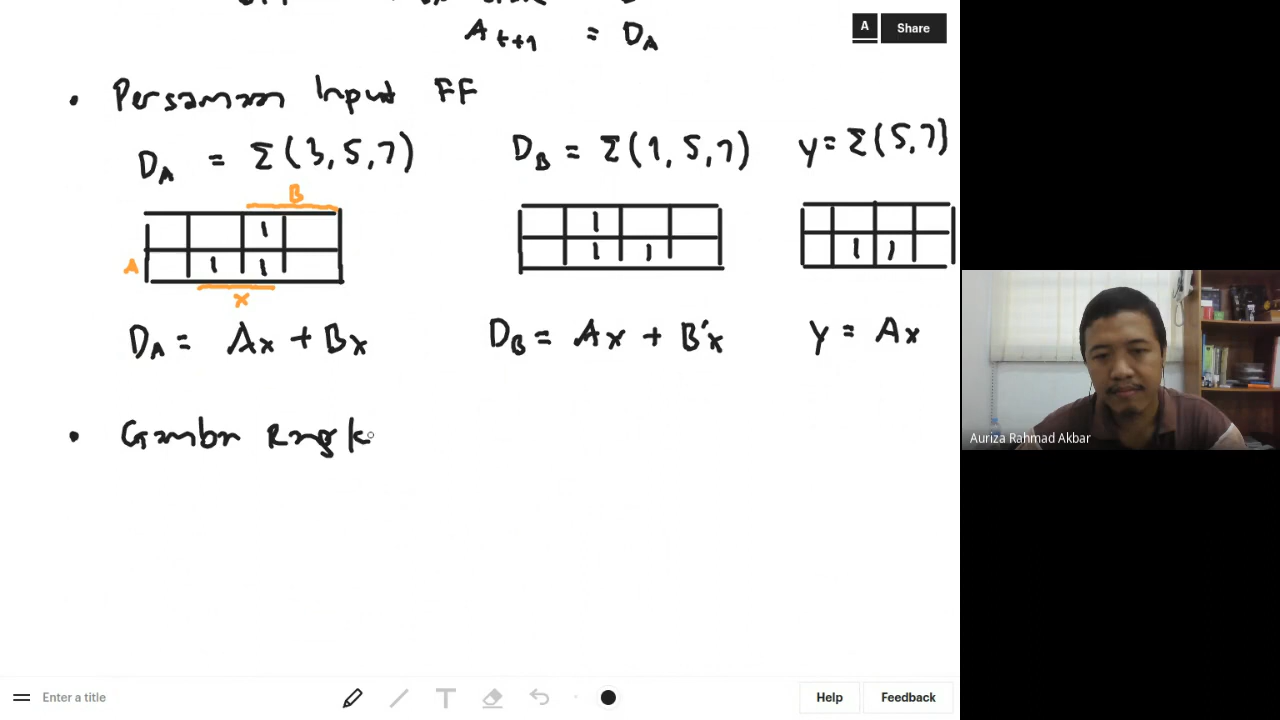 A t+1 = DA
A Share
• Persamaan Input FF
DA = Σ(3,5,7) DB = Σ(1,5,7) y = Σ(5,7)
B
1 1
A 1 1 1 1 1 1
x
DA = Ax + Bx DB = Ax + B'x y = Ax
• Gambar Rangk
Auriza Rahmad Akbar
Enter a title T Help Feedback